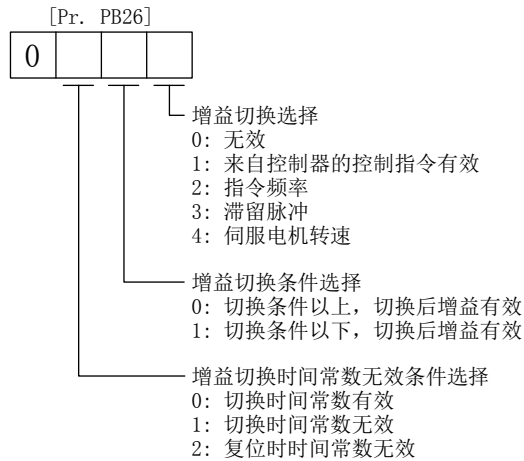 [Pr. PB26]
0
增益切换选择
0: 无效
1: 来自控制器的控制指令有效
2: 指令频率
3: 滞留脉冲
4: 伺服电机转速
增益切换条件选择
0: 切换条件以上，切换后增益有效
1: 切换条件以下，切换后增益有效
增益切换时间常数无效条件选择
0: 切换时间常数有效
1: 切换时间常数无效
2: 复位时时间常数无效